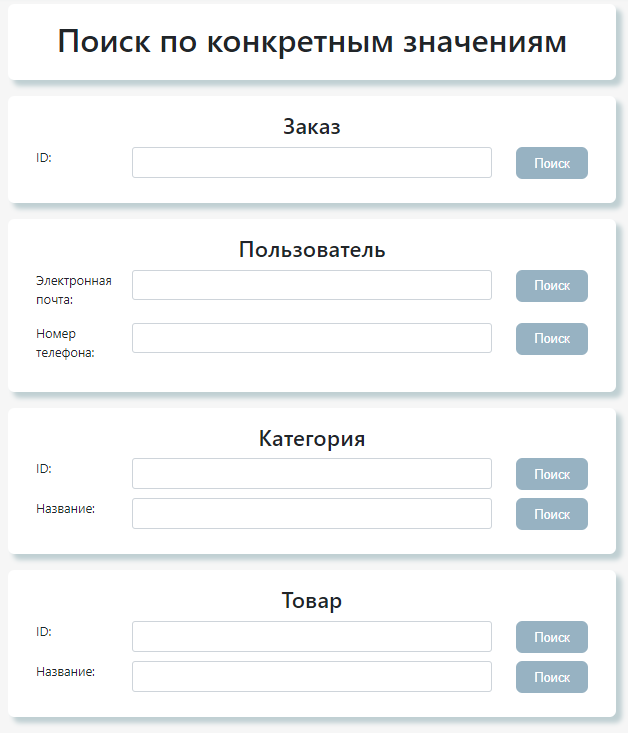 Поиск по конкретным значениям
Заказ
ID:
Поиск
Пользователь
Электронная
почта:
Поиск
Номер
телефона:
Поиск
Категория
ID:
Поиск
Название:
Поиск
Товар
ID:
Поиск
Название:
Поиск